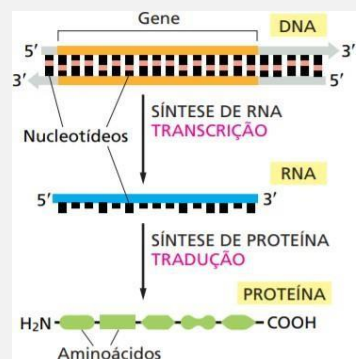 Gene
DNA
5′ 3′
3′ 5′
Nucleotídeos
SÍNTESE DE RNA
TRANSCRIÇÃO
RNA
5′ 3′
SÍNTESE DE PROTEÍNA
TRADUÇÃO
PROTEÍNA
H₂N COOH
Aminoácidos